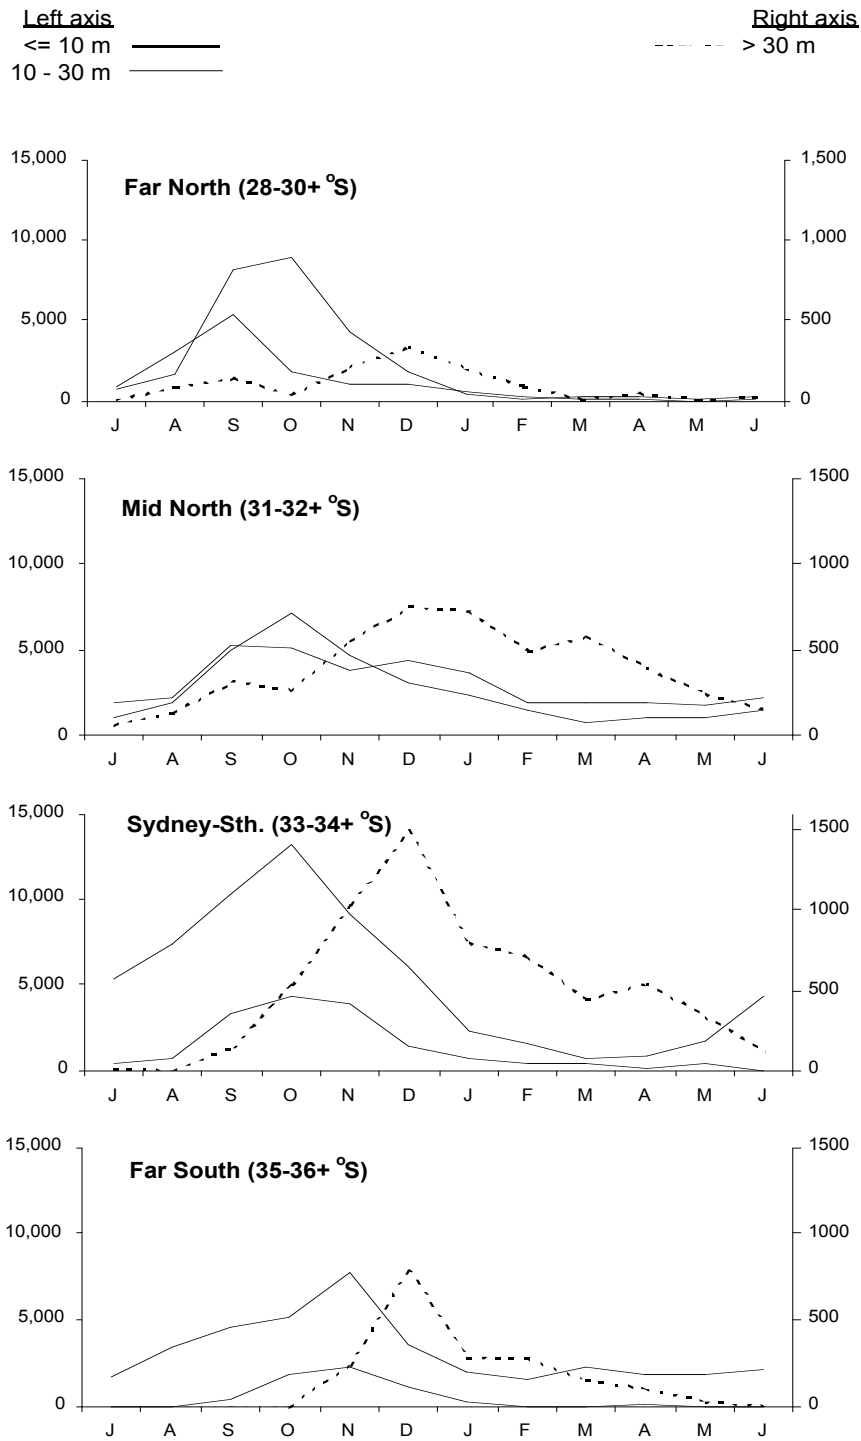 Left axis Right axis
<= 10 m > 30 m
10 - 30 m
15,000 1,500
Far North (28-30+ °S)
10,000 1,000
5,000 500
0 0
J A S O N D J F M A M J
15,000 1500
Mid North (31-32+ °S)
10,000 1000
5,000 500
0 0
J A S O N D J F M A M J
15,000 1500
Sydney-Sth. (33-34+ °S)
10,000 1000
5,000 500
0 0
J A S O N D J F M A M J
15,000 1500
Far South (35-36+ °S)
10,000 1000
5,000 500
0 0
J A S O N D J F M A M J